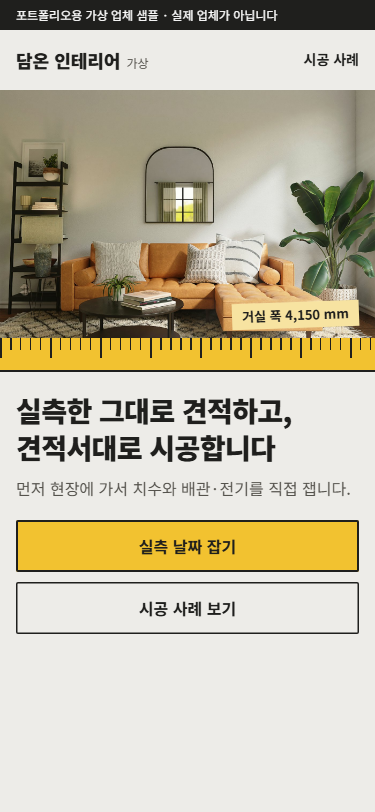 포트폴리오용 가상 업체 샘플 · 실제 업체가 아닙니다
담온 인테리어 가상
시공 사례
거실 폭 4,150 mm
실측한 그대로 견적하고,
견적서대로 시공합니다
먼저 현장에 가서 치수와 배관·전기를 직접 잽니다.
실측 날짜 잡기
시공 사례 보기